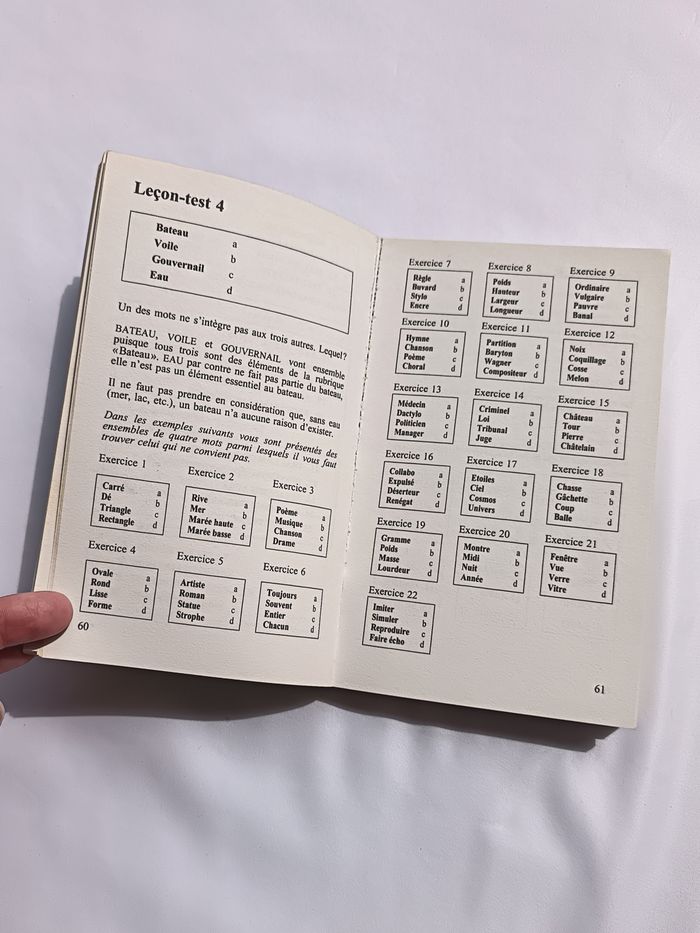 Leçon-test 4
Bateau a
Voile b
Gouvernail c
Eau d
Un des mots ne s'intègre pas aux trois autres. Lequel?
BATEAU, VOILE et GOUVERNAIL vont ensemble
puisque tous trois sont des éléments de la rubrique
«Bateau». EAU par contre ne fait pas partie du bateau,
elle n'est pas un élément essentiel au bateau.
Il ne faut pas prendre en considération que, sans eau
(mer, lac, etc.), un bateau n'a aucune raison d'exister.
Dans les exemples suivants vous sont présentés des
ensembles de quatre mots parmi lesquels il vous faut
trouver celui qui ne convient pas.
Exercice 1
Carré a
Dé b
Triangle c
Rectangle d
Exercice 2
Rive a
Mer b
Marée haute c
Marée basse d
Exercice 3
Poème a
Musique b
Chanson c
Drame d
Exercice 4
Ovale a
Rond b
Lisse c
Forme d
Exercice 5
Artiste a
Roman b
Statue c
Strophe d
Exercice 6
Toujours a
Souvent b
Entier c
Chacun d
60
Exercice 7
Règle a
Buvard b
Stylo c
Encre d
Exercice 8
Poids a
Hauteur b
Largeur c
Longueur d
Exercice 9
Ordinaire a
Vulgaire b
Pauvre c
Banal d
Exercice 10
Hymne a
Chanson b
Poème c
Choral d
Exercice 11
Partition a
Baryton b
Wagner c
Compositeur d
Exercice 12
Noix a
Coquillage b
Cosse c
Melon d
Exercice 13
Médecin a
Dactylo b
Politicien c
Manager d
Exercice 14
Criminel a
Loi b
Tribunal c
Juge d
Exercice 15
Château a
Tour b
Pierre c
Châtelain d
Exercice 16
Collabo a
Expulsé b
Déserteur c
Renégat d
Exercice 17
Etoiles a
Ciel b
Cosmos c
Univers d
Exercice 18
Chasse a
Gâchette b
Coup c
Balle d
Exercice 19
Gramme a
Poids b
Masse c
Lourdeur d
Exercice 20
Montre a
Midi b
Nuit c
Année d
Exercice 21
Fenêtre a
Vue b
Verre c
Vitre d
Exercice 22
Imiter a
Simuler b
Reproduire c
Faire écho d
61